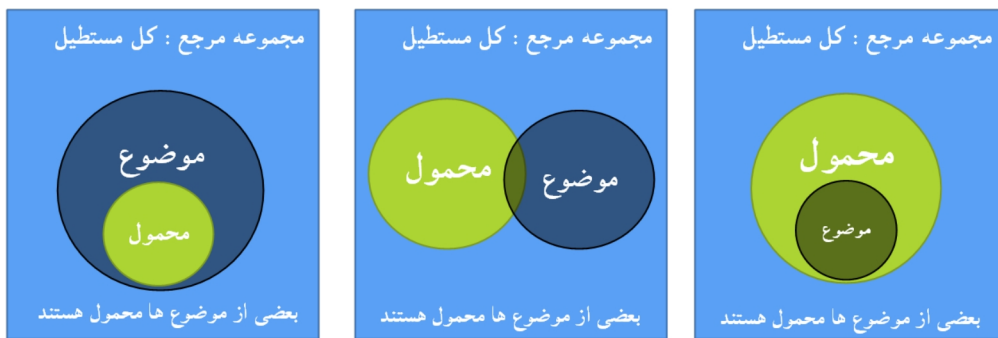 مجموعه مرجع : کل مستطیل
محمول
موضوع
بعضی از موضوع ها محمول هستند
مجموعه مرجع : کل مستطیل
موضوع
محمول
بعضی از موضوع ها محمول هستند
مجموعه مرجع : کل مستطیل
موضوع
محمول
بعضی از موضوع ها محمول هستند